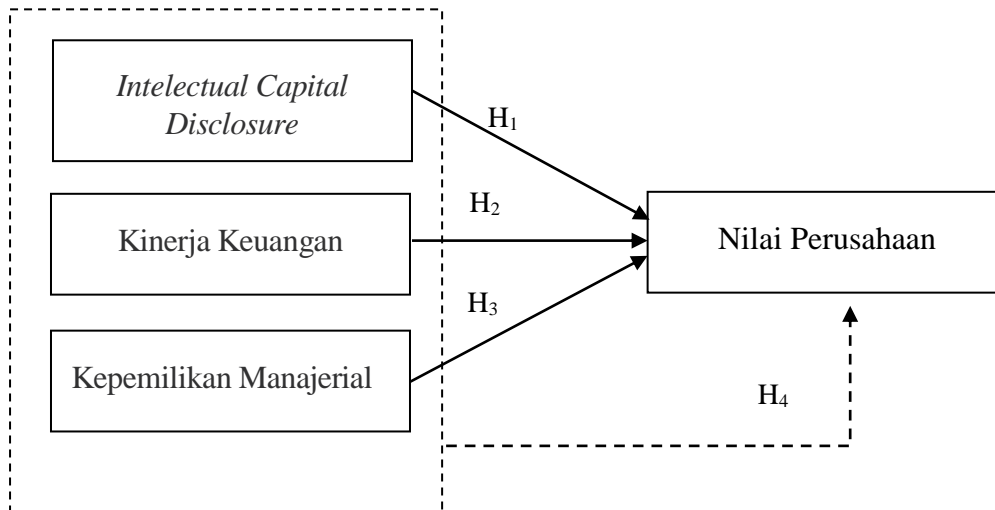 Intelectual Capital
Disclosure
H₁
Kinerja Keuangan
H₂
Nilai Perusahaan
H₃
Kepemilikan Manajerial
H₄